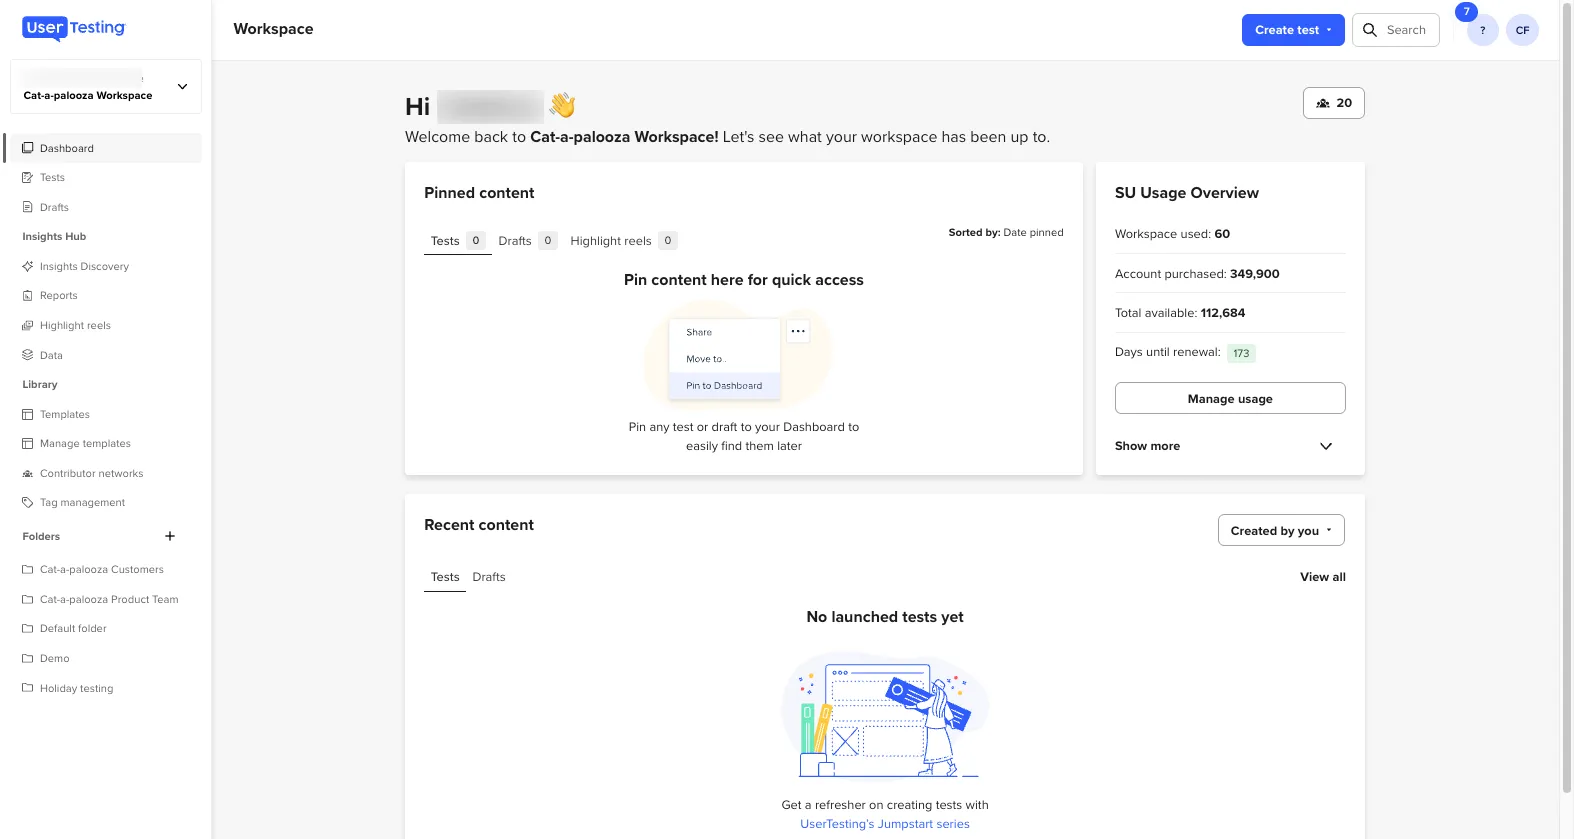 UserTesting
Cat-a-palooza Workspace
Dashboard
Tests
Drafts
Insights Hub
Insights Discovery
Reports
Highlight reels
Data
Library
Templates
Manage templates
Contributor networks
Tag management
Folders
Cat-a-palooza Customers
Cat-a-palooza Product Team
Default folder
Demo
Holiday testing
Workspace
Create test
Search
7
?
CF
Hi 👋
20
Welcome back to Cat-a-palooza Workspace! Let's see what your workspace has been up to.
Pinned content
Tests 0 Drafts 0 Highlight reels 0
Sorted by: Date pinned
Pin content here for quick access
Share
Move to..
Pin to Dashboard
Pin any test or draft to your Dashboard to
easily find them later
SU Usage Overview
Workspace used: 60
Account purchased: 349,900
Total available: 112,684
Days until renewal: 173
Manage usage
Show more
Recent content
Created by you
Tests Drafts
View all
No launched tests yet
Get a refresher on creating tests with
UserTesting's Jumpstart series